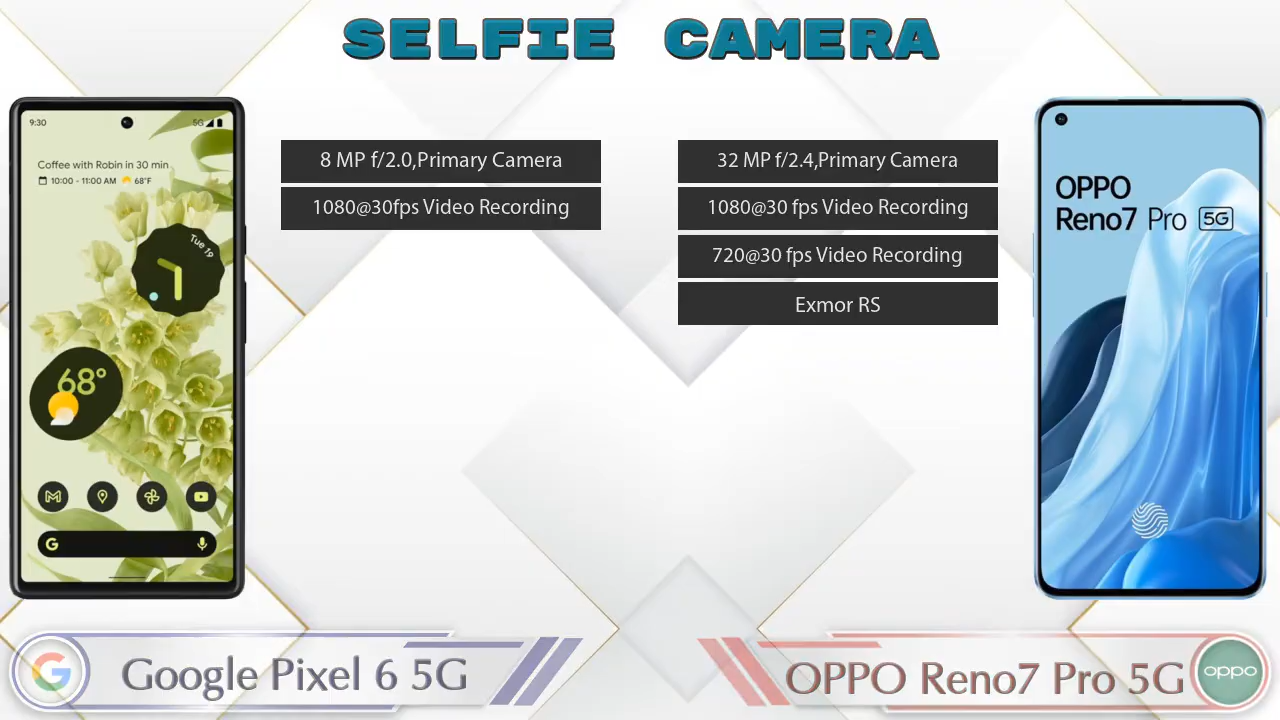 SELFIE CAMERA
9:30
5G
Coffee with Robin in 30 min
10:00 - 11:00 AM 68°F
Tue 19
68°
G
8 MP f/2.0,Primary Camera
1080@30fps Video Recording
32 MP f/2.4,Primary Camera
1080@30 fps Video Recording
720@30 fps Video Recording
Exmor RS
OPPO
Reno7 Pro 5G
G
Google Pixel 6 5G
OPPO Reno7 Pro 5G
oppo